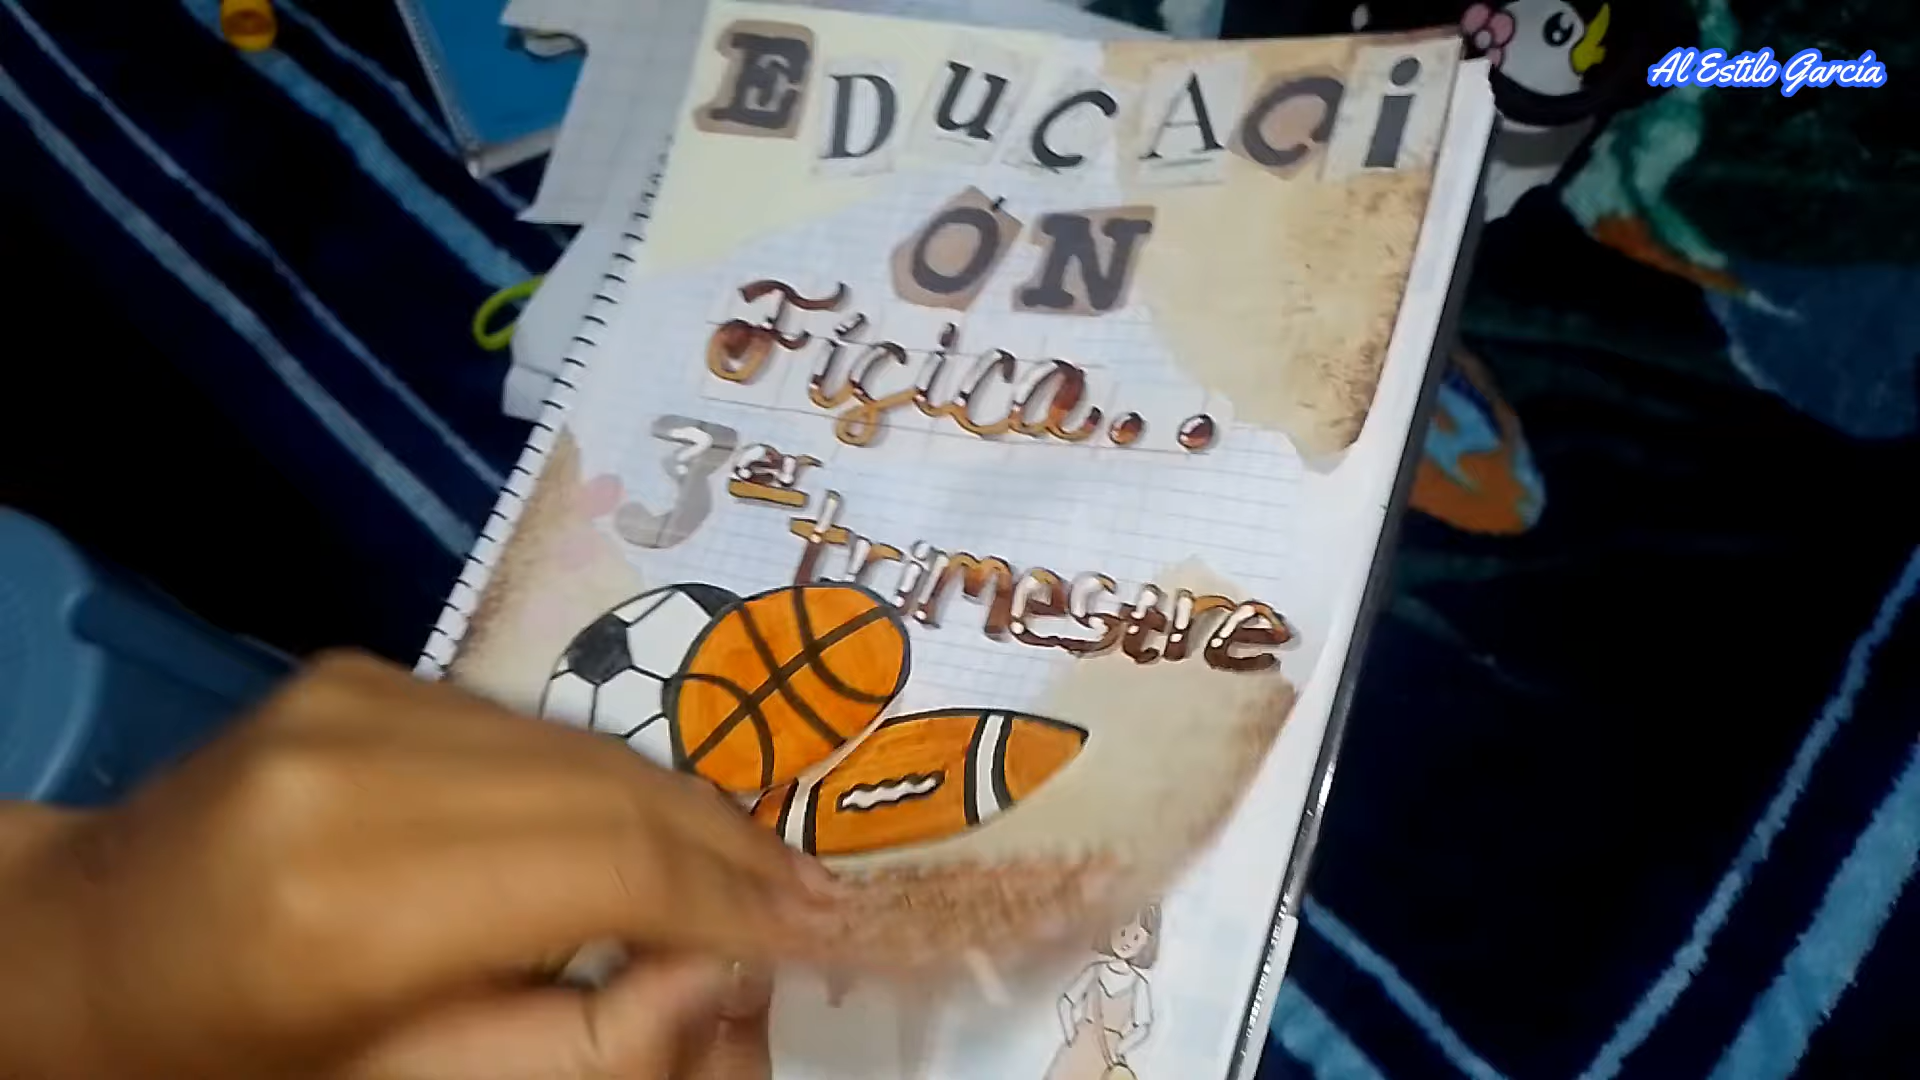 Al Estilo García
EDUCACi
ÓN
Física...
3er
trimestre